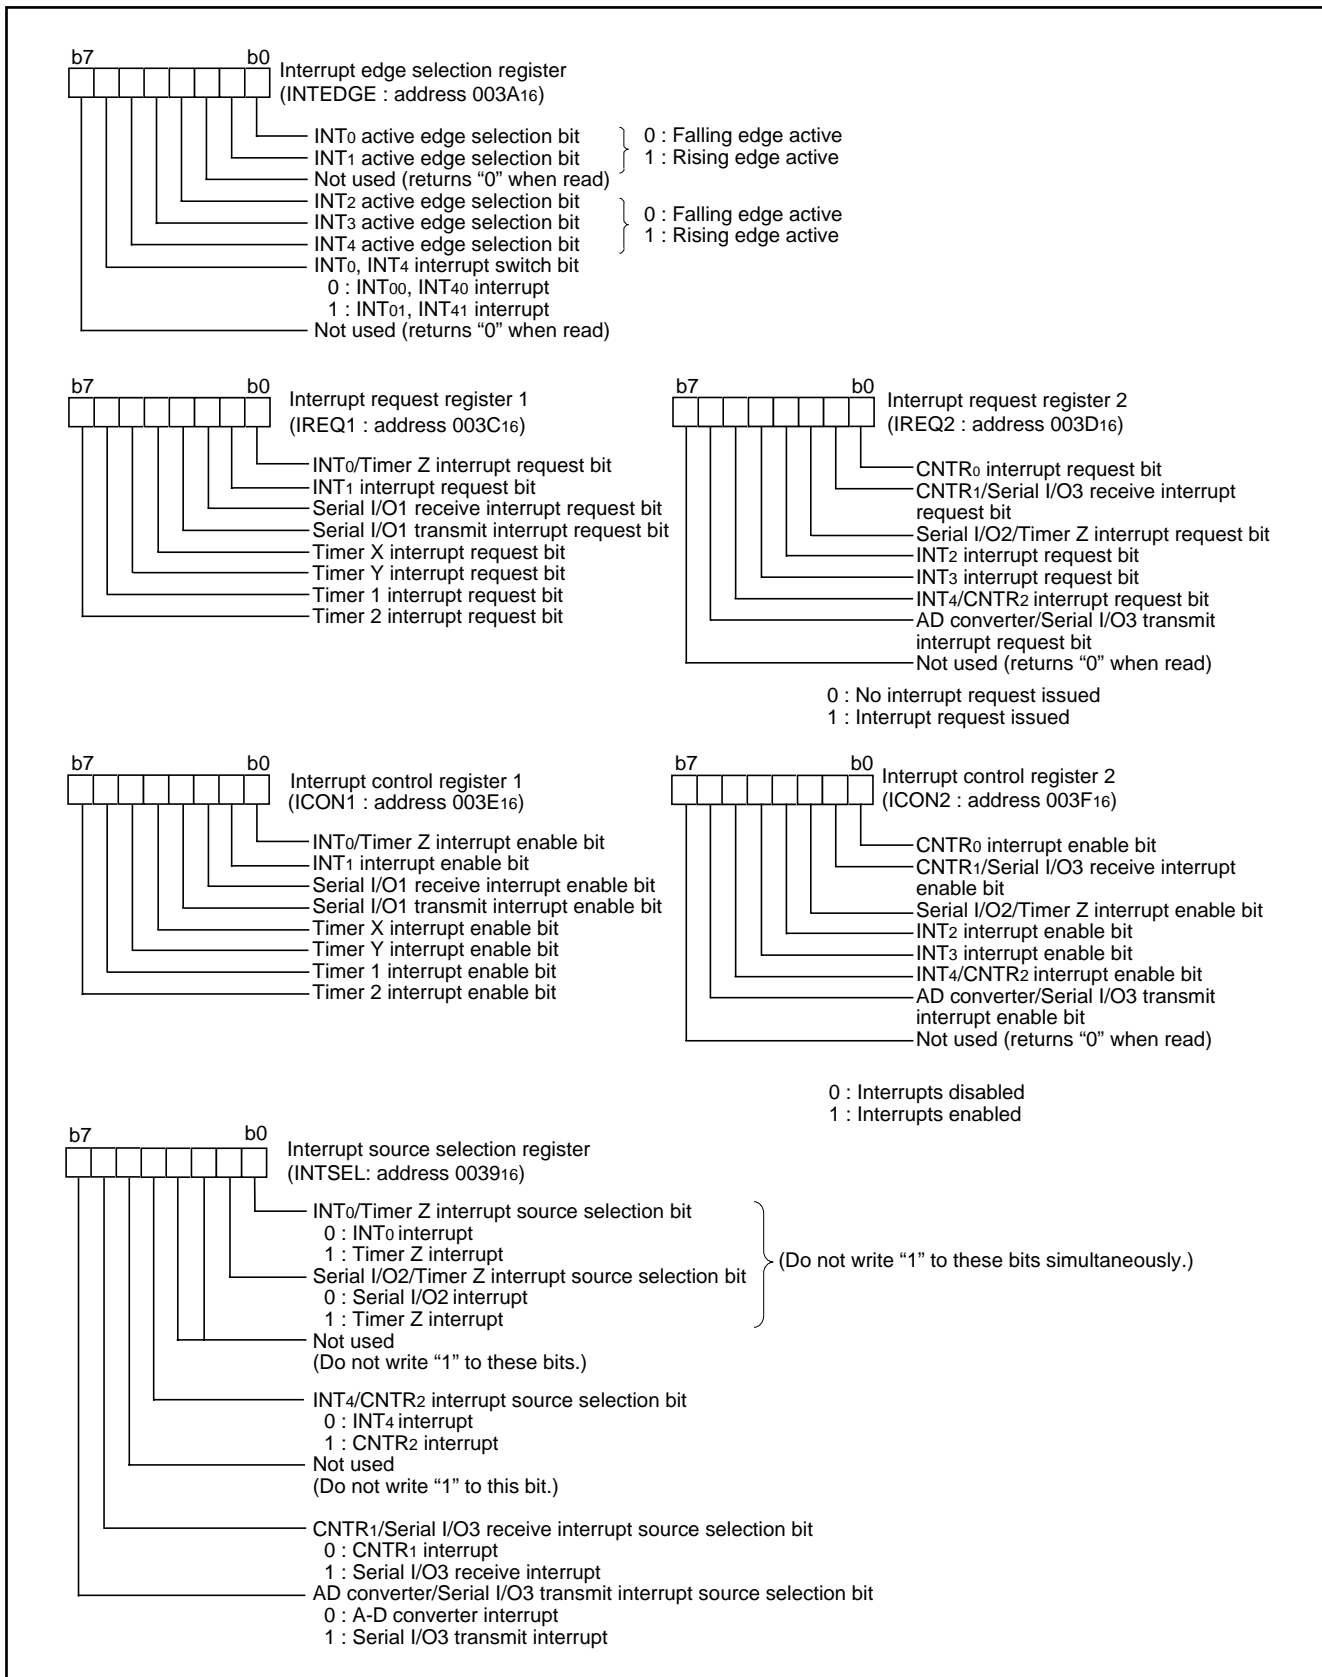 b7 b0
Interrupt edge selection register
(INTEDGE : address 003A16)
INT0 active edge selection bit
INT1 active edge selection bit
0 : Falling edge active
1 : Rising edge active
Not used (returns “0” when read)
INT2 active edge selection bit
INT3 active edge selection bit
INT4 active edge selection bit
0 : Falling edge active
1 : Rising edge active
INT0, INT4 interrupt switch bit
0 : INT00, INT40 interrupt
1 : INT01, INT41 interrupt
Not used (returns “0” when read)
b7 b0
Interrupt request register 1
(IREQ1 : address 003C16)
INT0/Timer Z interrupt request bit
INT1 interrupt request bit
Serial I/O1 receive interrupt request bit
Serial I/O1 transmit interrupt request bit
Timer X interrupt request bit
Timer Y interrupt request bit
Timer 1 interrupt request bit
Timer 2 interrupt request bit
b7 b0
Interrupt request register 2
(IREQ2 : address 003D16)
CNTR0 interrupt request bit
CNTR1/Serial I/O3 receive interrupt
request bit
Serial I/O2/Timer Z interrupt request bit
INT2 interrupt request bit
INT3 interrupt request bit
INT4/CNTR2 interrupt request bit
AD converter/Serial I/O3 transmit
interrupt request bit
Not used (returns “0” when read)
0 : No interrupt request issued
1 : Interrupt request issued
b7 b0
Interrupt control register 1
(ICON1 : address 003E16)
INT0/Timer Z interrupt enable bit
INT1 interrupt enable bit
Serial I/O1 receive interrupt enable bit
Serial I/O1 transmit interrupt enable bit
Timer X interrupt enable bit
Timer Y interrupt enable bit
Timer 1 interrupt enable bit
Timer 2 interrupt enable bit
b7 b0
Interrupt control register 2
(ICON2 : address 003F16)
CNTR0 interrupt enable bit
CNTR1/Serial I/O3 receive interrupt
enable bit
Serial I/O2/Timer Z interrupt enable bit
INT2 interrupt enable bit
INT3 interrupt enable bit
INT4/CNTR2 interrupt enable bit
AD converter/Serial I/O3 transmit
interrupt enable bit
Not used (returns “0” when read)
0 : Interrupts disabled
1 : Interrupts enabled
b7 b0
Interrupt source selection register
(INTSEL: address 003916)
INT0/Timer Z interrupt source selection bit
0 : INT0 interrupt
1 : Timer Z interrupt
Serial I/O2/Timer Z interrupt source selection bit
0 : Serial I/O2 interrupt
1 : Timer Z interrupt
(Do not write “1” to these bits simultaneously.)
Not used
(Do not write “1” to these bits.)
INT4/CNTR2 interrupt source selection bit
0 : INT4 interrupt
1 : CNTR2 interrupt
Not used
(Do not write “1” to this bit.)
CNTR1/Serial I/O3 receive interrupt source selection bit
0 : CNTR1 interrupt
1 : Serial I/O3 receive interrupt
AD converter/Serial I/O3 transmit interrupt source selection bit
0 : A-D converter interrupt
1 : Serial I/O3 transmit interrupt